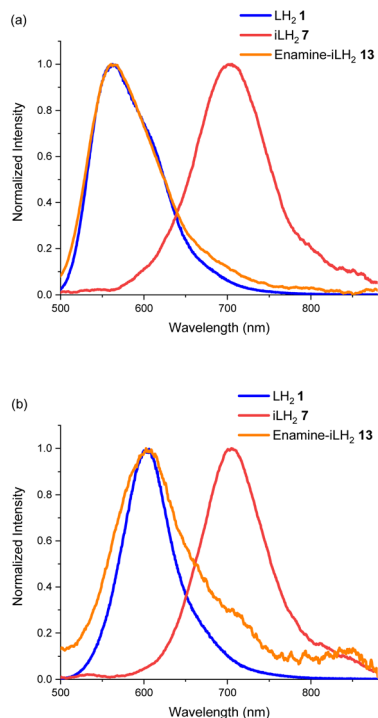 (a)
LH₂ 1
iLH₂ 7
Enamine-iLH₂ 13
Normalized Intensity
1.0
0.8
0.6
0.4
0.2
0.0
500 600 700 800
Wavelength (nm)
(b)
LH₂ 1
iLH₂ 7
Enamine-iLH₂ 13
Normalized Intensity
1.0
0.8
0.6
0.4
0.2
0.0
500 600 700 800
Wavelength (nm)